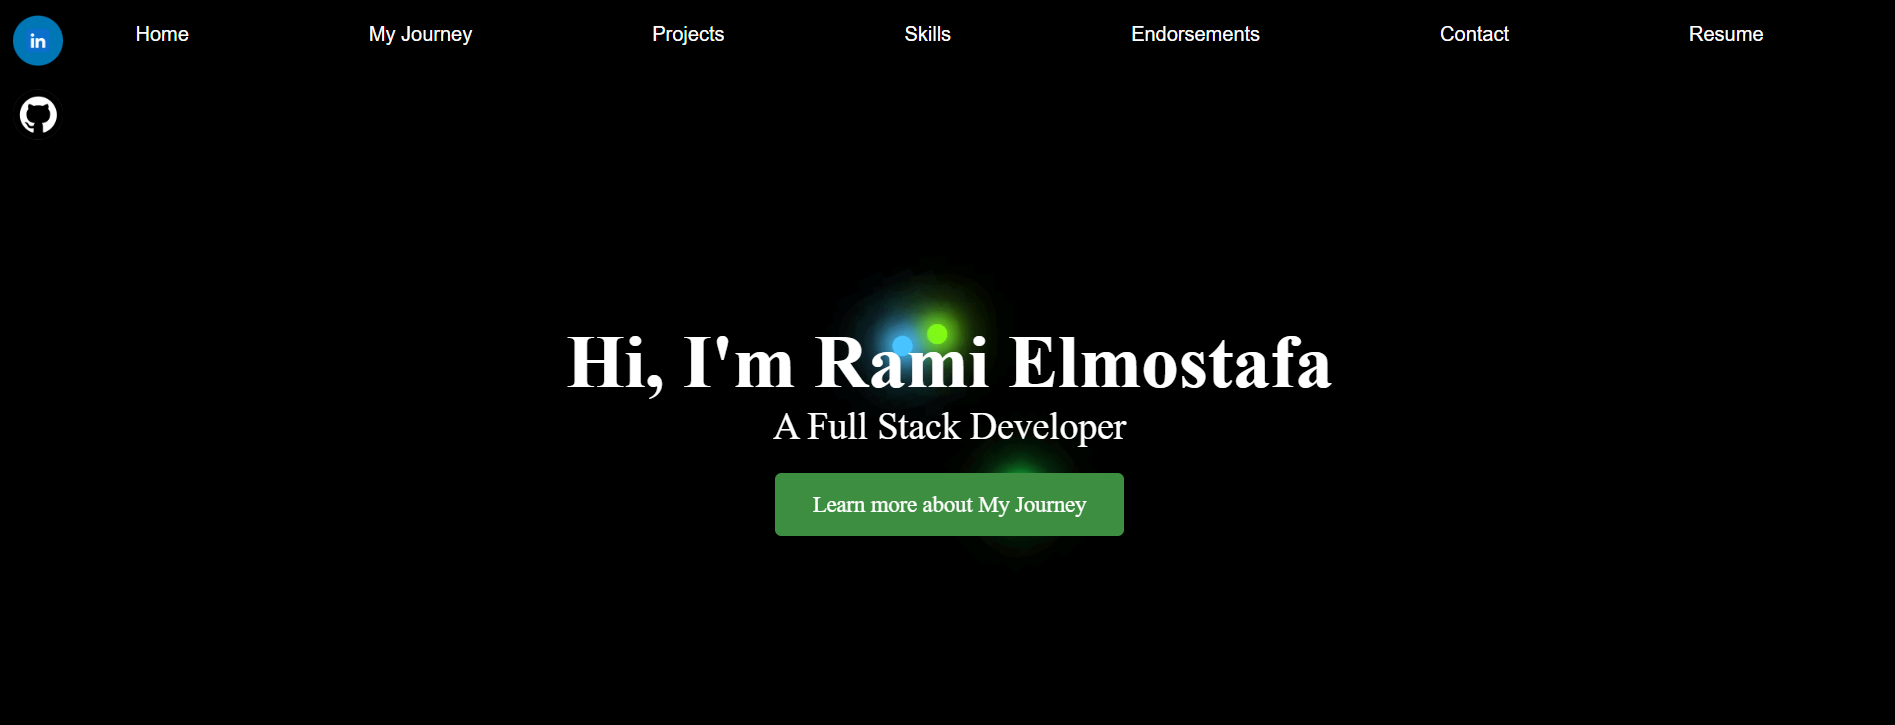 in
Home My Journey Projects Skills Endorsements Contact Resume
Hi, I'm Rami Elmostafa
A Full Stack Developer
Learn more about My Journey